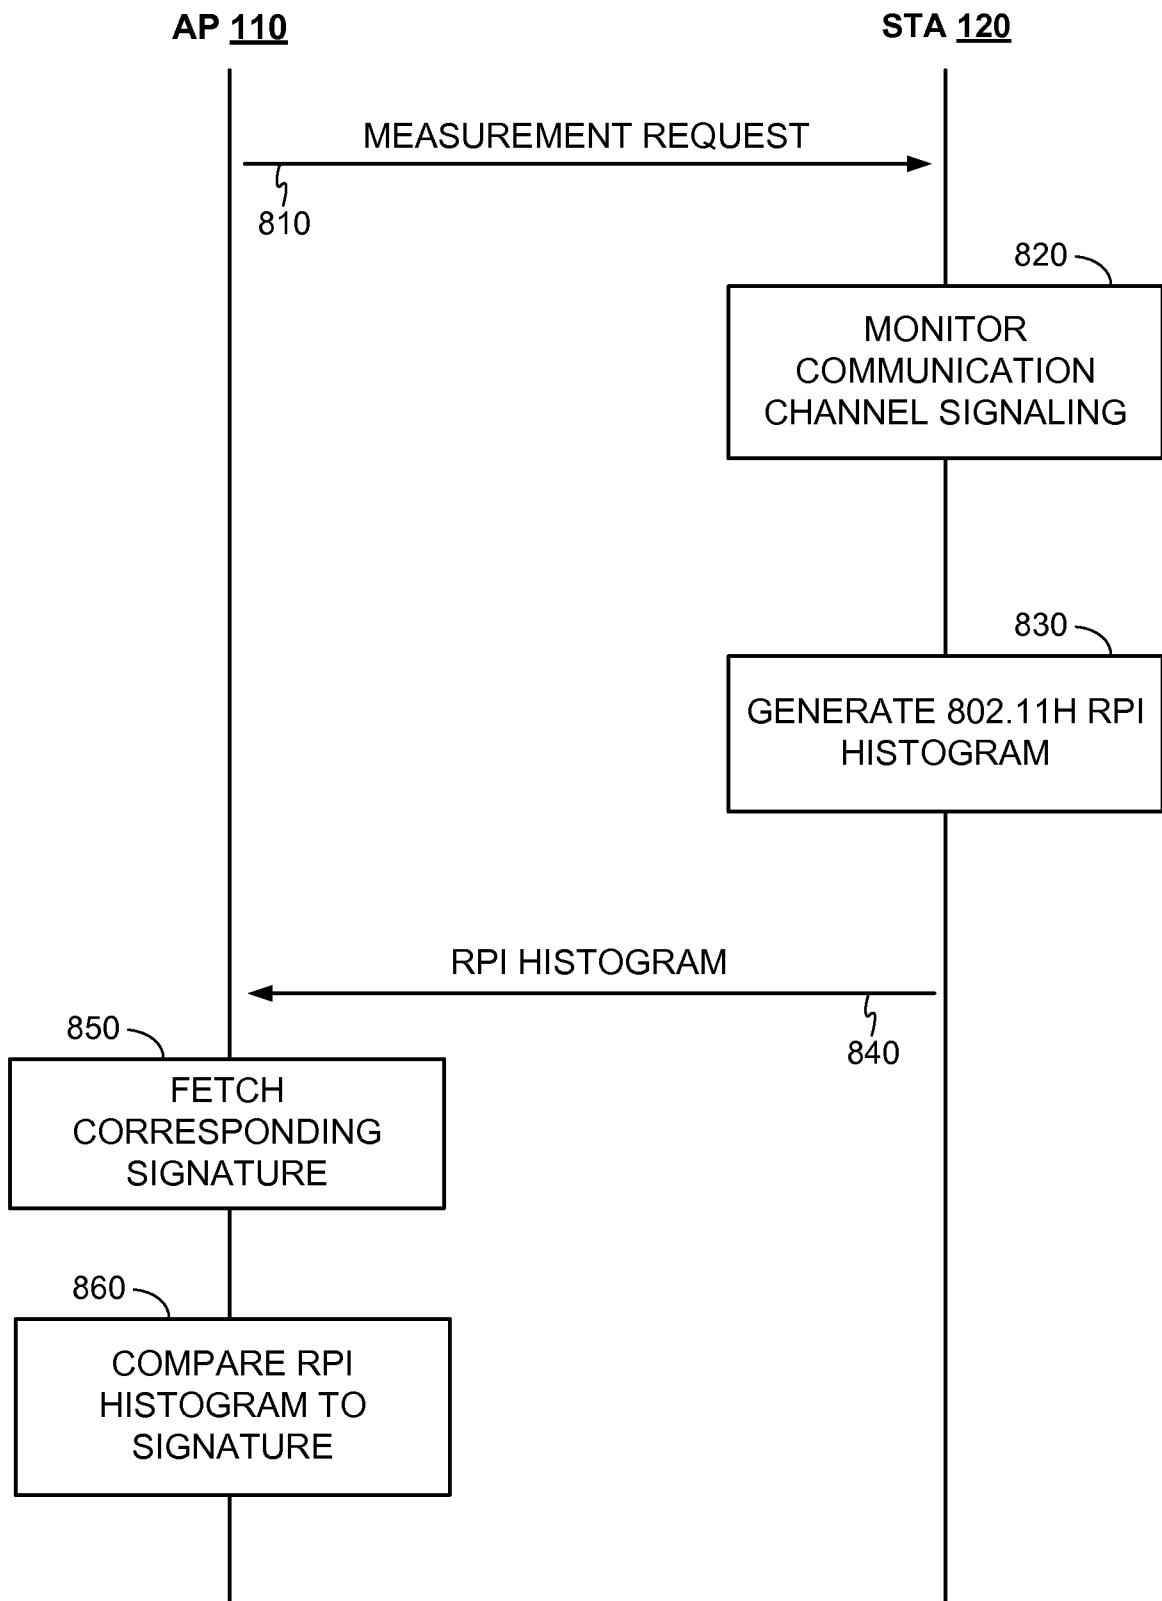 AP 110
STA 120
MEASUREMENT REQUEST
810
820
MONITOR
COMMUNICATION
CHANNEL SIGNALING
830
GENERATE 802.11H RPI
HISTOGRAM
RPI HISTOGRAM
840
850
FETCH
CORRESPONDING
SIGNATURE
860
COMPARE RPI
HISTOGRAM TO
SIGNATURE